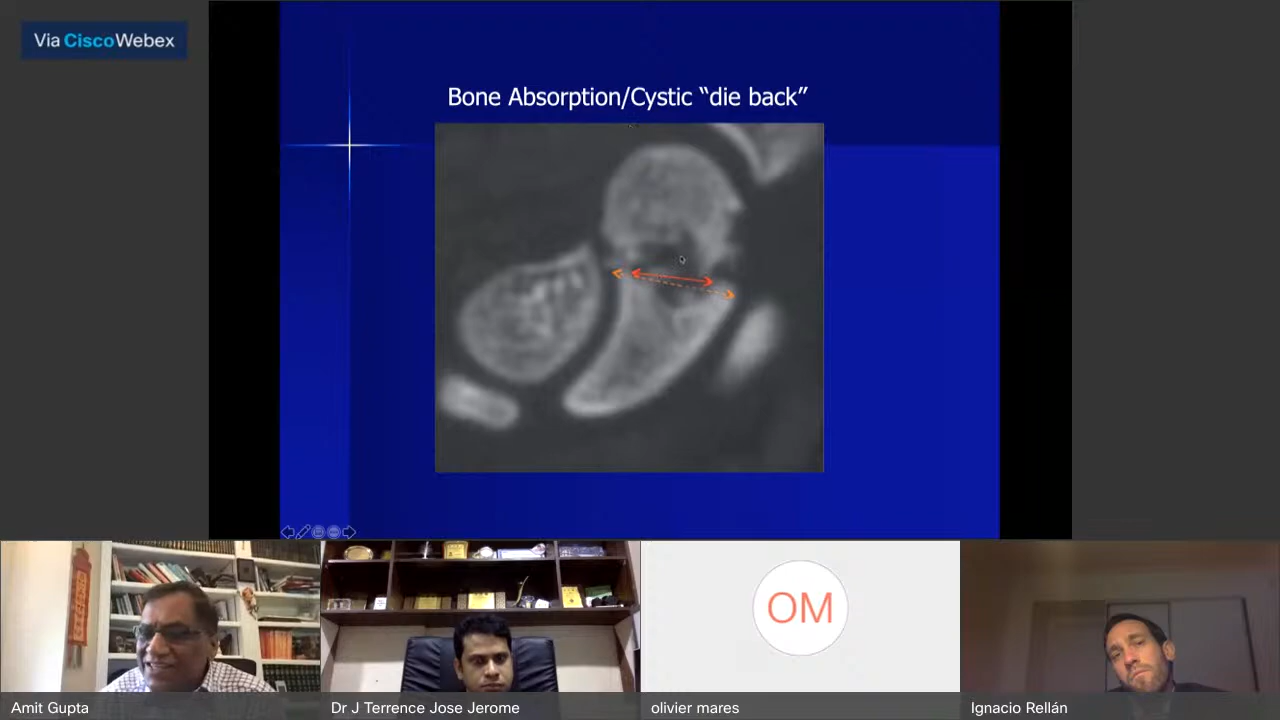 Via CiscoWebex
Bone Absorption/Cystic “die back”
OM
Amit Gupta
Dr J Terrence Jose Jerome
olivier mares
Ignacio Rellán